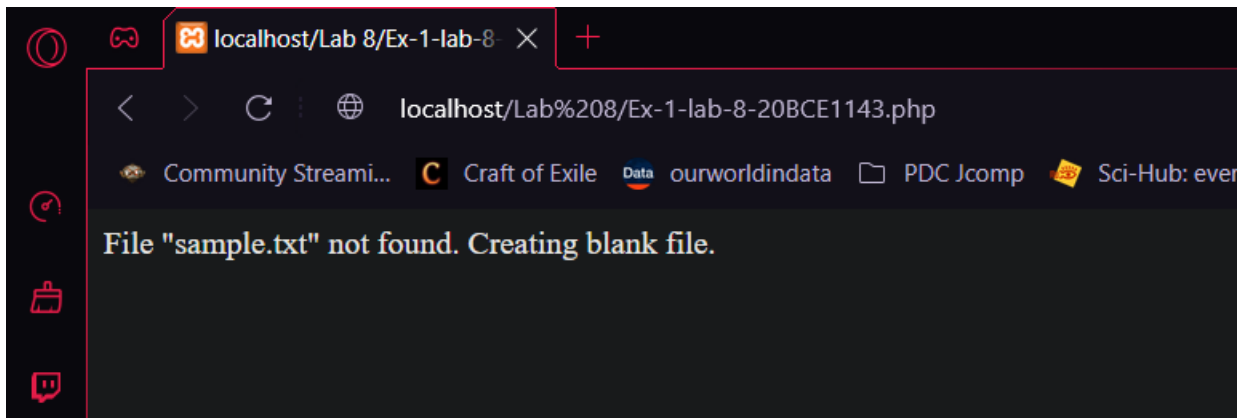 localhost/Lab 8/Ex-1-lab-8-
localhost/Lab%208/Ex-1-lab-8-20BCE1143.php
Community Streami... C Craft of Exile Data ourworldindata PDC Jcomp Sci-Hub: ever
File "sample.txt" not found. Creating blank file.